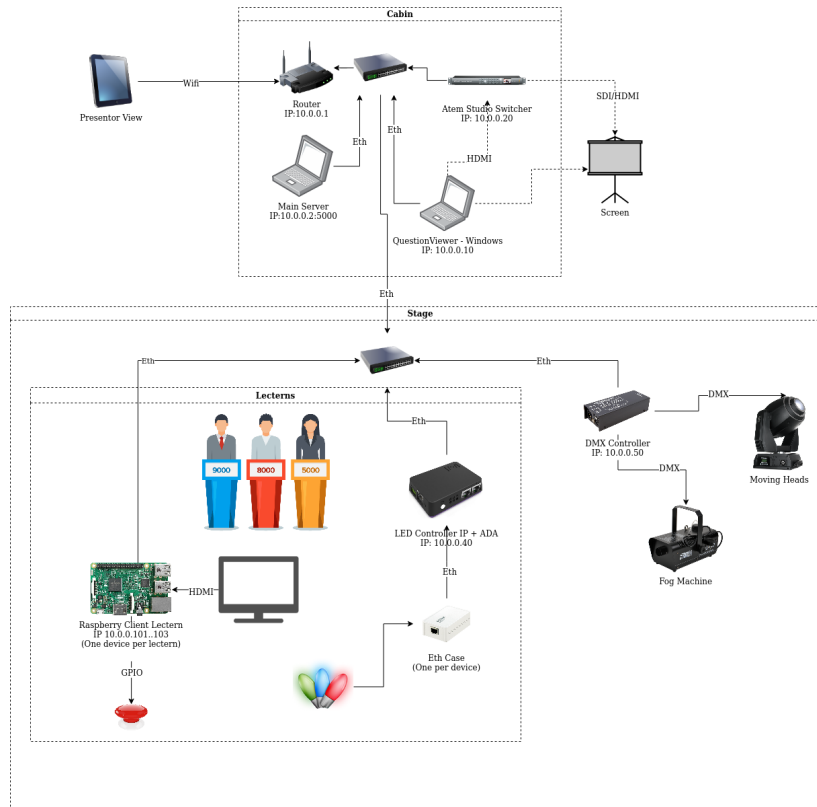 Cabin
Wifi
Presentor View
Router
IP:10.0.0.1
Atem Studio Switcher
IP: 10.0.0.20
SDI/HDMI
Eth
Eth
HDMI
Main Server
IP:10.0.0.2:5000
Screen
QuestionViewer - Windows
IP: 10.0.0.10
Eth
Stage
Eth
Eth
Lecterns
DMX
Eth
9000
8000
5000
DMX Controller
IP: 10.0.0.50
DMX
Moving Heads
LED Controller IP + ADA
IP: 10.0.0.40
Eth
Fog Machine
HDMI
Raspberry Client Lectern
IP 10.0.0.101..103
(One device per lectern)
Eth Case
(One per device)
GPIO